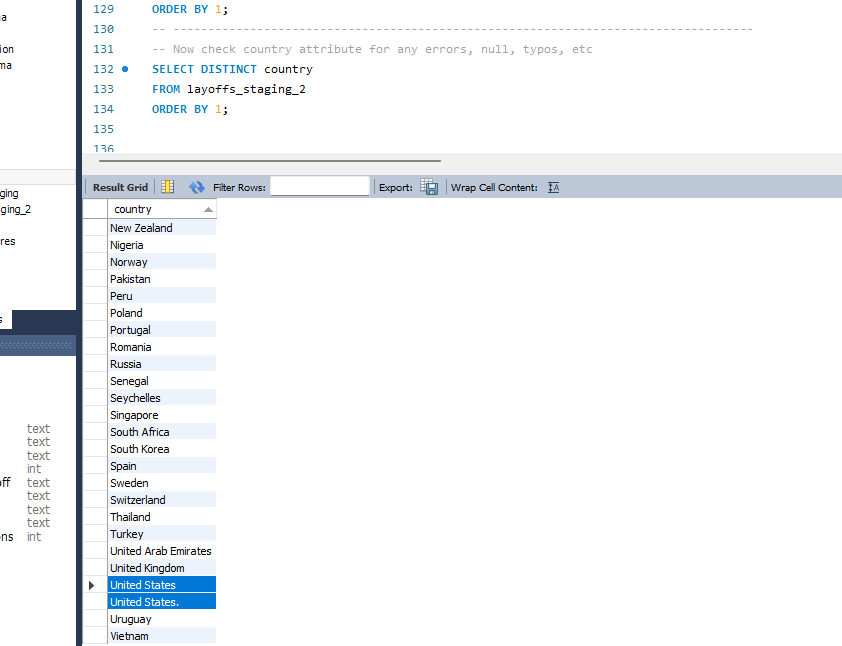 129 ORDER BY 1;
130 -- -----------------------------------------------------------------------------------
131 -- Now check country attribute for any errors, null, typos, etc
132 SELECT DISTINCT country
133 FROM layoffs_staging_2
134 ORDER BY 1;
135
136
Result Grid Filter Rows: Export: Wrap Cell Content: IA
country
New Zealand
Nigeria
Norway
Pakistan
Peru
Poland
Portugal
Romania
Russia
Senegal
Seychelles
Singapore
South Africa
South Korea
Spain
Sweden
Switzerland
Thailand
Turkey
United Arab Emirates
United Kingdom
United States
United States.
Uruguay
Vietnam
a
ion
ma
ging
ging_2
res
s
text
text
text
int
off text
text
text
text
ons int